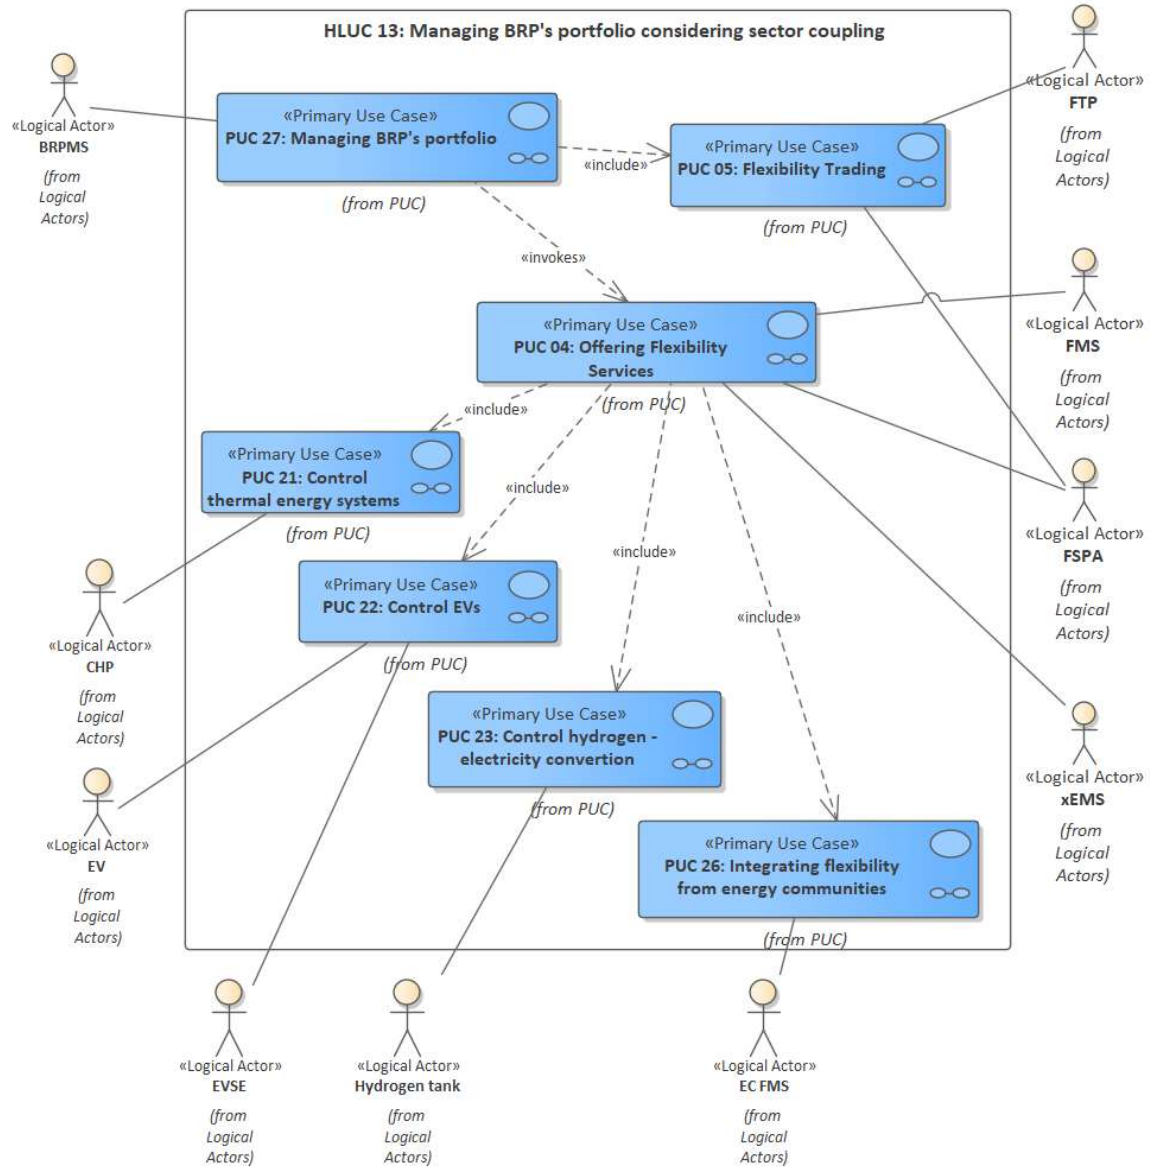 HLUC 13: Managing BRP's portfolio considering sector coupling
«Logical Actor»
BRPMS
(from
Logical
Actors)
«Primary Use Case»
PUC 27: Managing BRP's portfolio
(from PUC)
«include»
«Primary Use Case»
PUC 05: Flexibility Trading
(from PUC)
«Logical Actor»
FTP
(from
Logical
Actors)
«invokes»
«Primary Use Case»
PUC 04: Offering Flexibility
Services
(from PUC)
«Logical Actor»
FMS
(from
Logical
Actors)
«include»
«Primary Use Case»
PUC 21: Control
thermal energy systems
(from PUC)
«include»
«include»
«include»
«Logical Actor»
FSPA
(from
Logical
Actors)
«Logical Actor»
CHP
(from
Logical
Actors)
«Primary Use Case»
PUC 22: Control EVs
(from PUC)
«Primary Use Case»
PUC 23: Control hydrogen -
electricity convertion
(from PUC)
«Logical Actor»
xEMS
(from
Logical
Actors)
«Logical Actor»
EV
(from
Logical
Actors)
«Primary Use Case»
PUC 26: Integrating flexibility
from energy communities
(from PUC)
«Logical Actor»
EVSE
(from
Logical
Actors)
«Logical Actor»
Hydrogen tank
(from
Logical
Actors)
«Logical Actor»
EC FMS
(from
Logical
Actors)